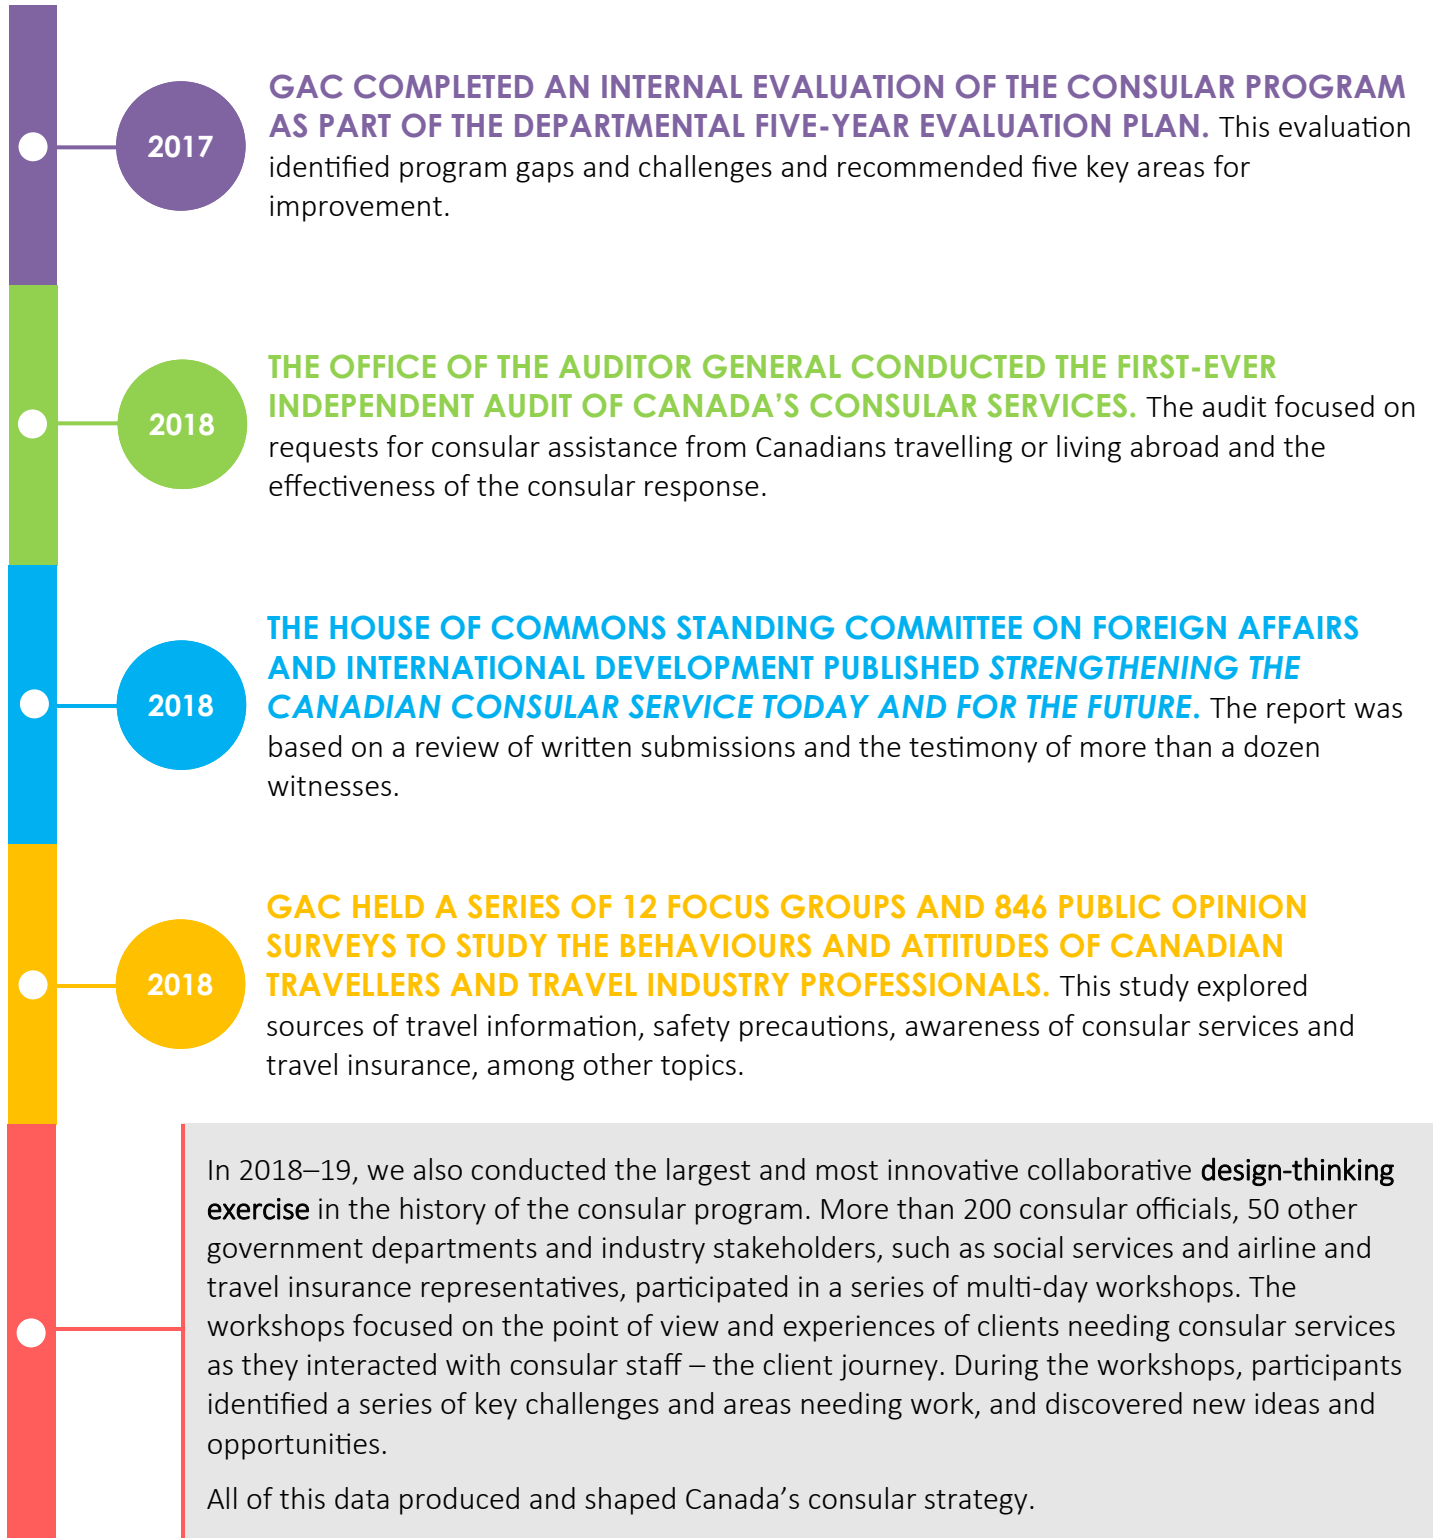 2017
GAC COMPLETED AN INTERNAL EVALUATION OF THE CONSULAR PROGRAM
AS PART OF THE DEPARTMENTAL FIVE-YEAR EVALUATION PLAN. This evaluation
identified program gaps and challenges and recommended five key areas for
improvement.
2018
THE OFFICE OF THE AUDITOR GENERAL CONDUCTED THE FIRST-EVER
INDEPENDENT AUDIT OF CANADA’S CONSULAR SERVICES. The audit focused on
requests for consular assistance from Canadians travelling or living abroad and the
effectiveness of the consular response.
2018
THE HOUSE OF COMMONS STANDING COMMITTEE ON FOREIGN AFFAIRS
AND INTERNATIONAL DEVELOPMENT PUBLISHED STRENGTHENING THE
CANADIAN CONSULAR SERVICE TODAY AND FOR THE FUTURE. The report was
based on a review of written submissions and the testimony of more than a dozen
witnesses.
2018
GAC HELD A SERIES OF 12 FOCUS GROUPS AND 846 PUBLIC OPINION
SURVEYS TO STUDY THE BEHAVIOURS AND ATTITUDES OF CANADIAN
TRAVELLERS AND TRAVEL INDUSTRY PROFESSIONALS. This study explored
sources of travel information, safety precautions, awareness of consular services and
travel insurance, among other topics.
In 2018–19, we also conducted the largest and most innovative collaborative design-thinking
exercise in the history of the consular program. More than 200 consular officials, 50 other
government departments and industry stakeholders, such as social services and airline and
travel insurance representatives, participated in a series of multi-day workshops. The
workshops focused on the point of view and experiences of clients needing consular services
as they interacted with consular staff – the client journey. During the workshops, participants
identified a series of key challenges and areas needing work, and discovered new ideas and
opportunities.
All of this data produced and shaped Canada’s consular strategy.